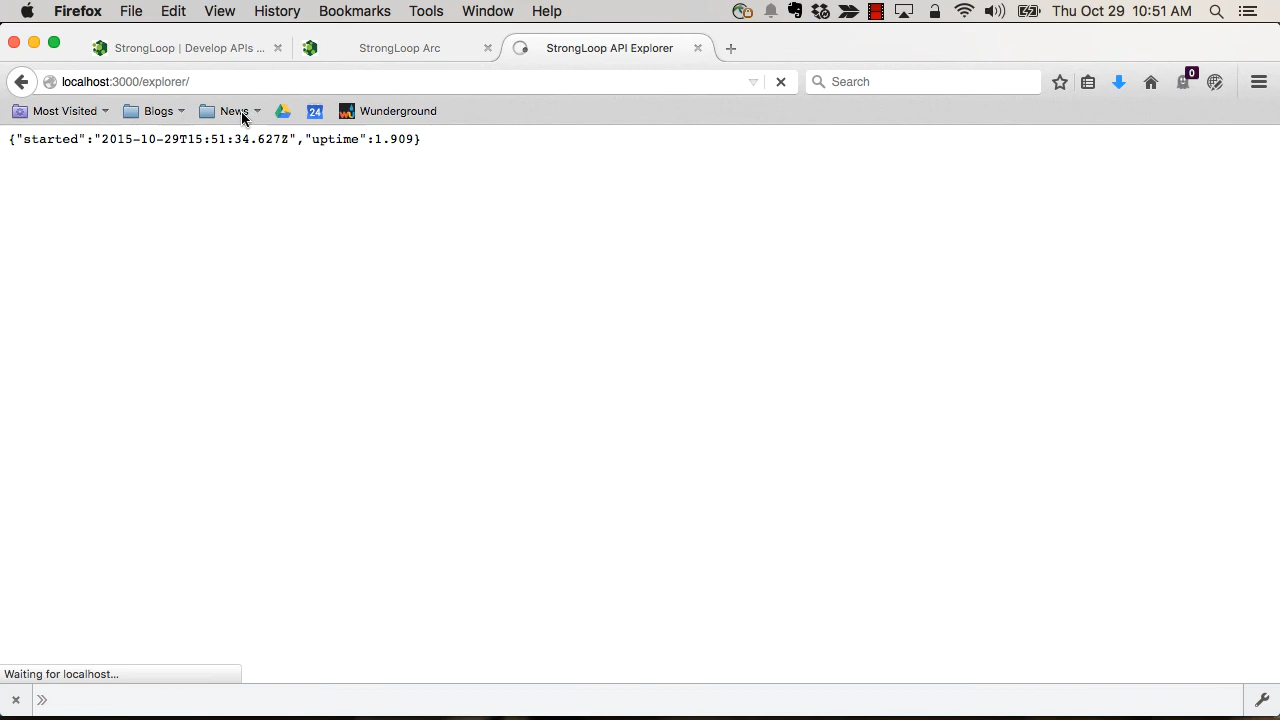 Firefox File Edit View History Bookmarks Tools Window Help Thu Oct 29 10:51 AM
StrongLoop | Develop APIs ... StrongLoop Arc StrongLoop API Explorer
localhost:3000/explorer/ Search 0
Most Visited Blogs News 24 Wunderground
{"started":"2015-10-29T15:51:34.627Z","uptime":1.909}
Waiting for localhost...